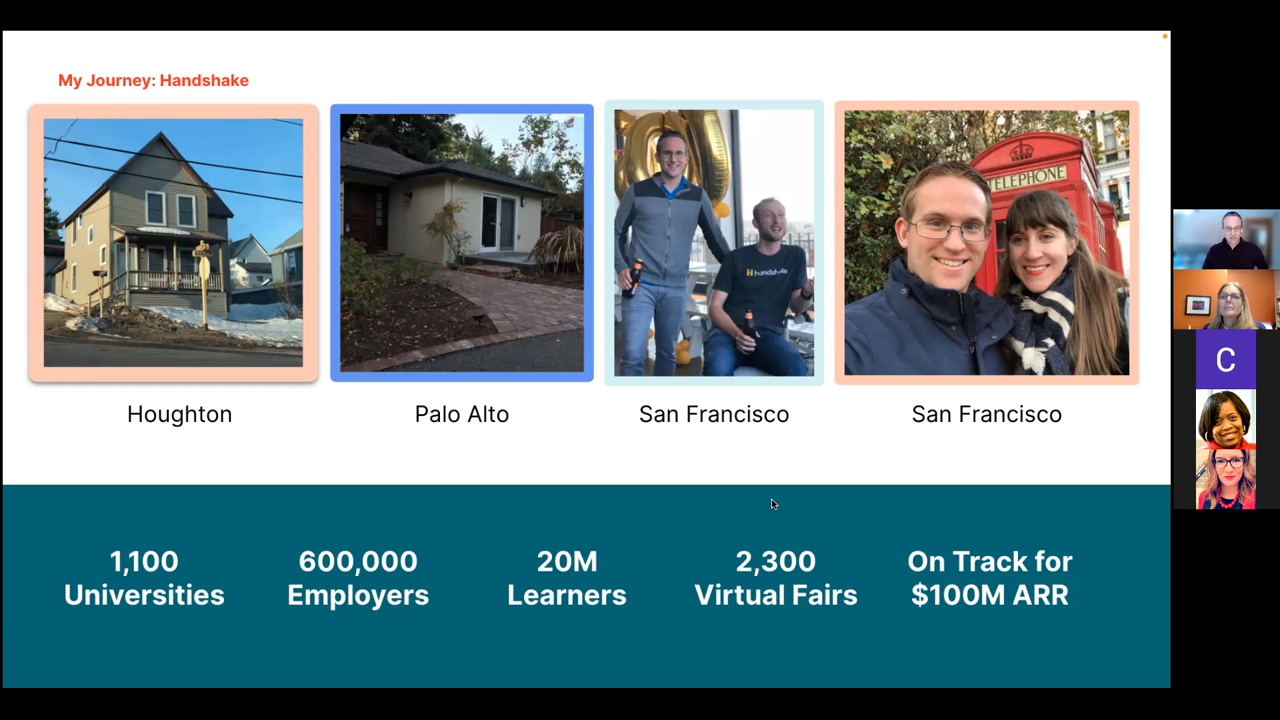 My Journey: Handshake
TELEPHONE
handshake
Houghton
Palo Alto
San Francisco
San Francisco
C
1,100
Universities
600,000
Employers
20M
Learners
2,300
Virtual Fairs
On Track for
$100M ARR